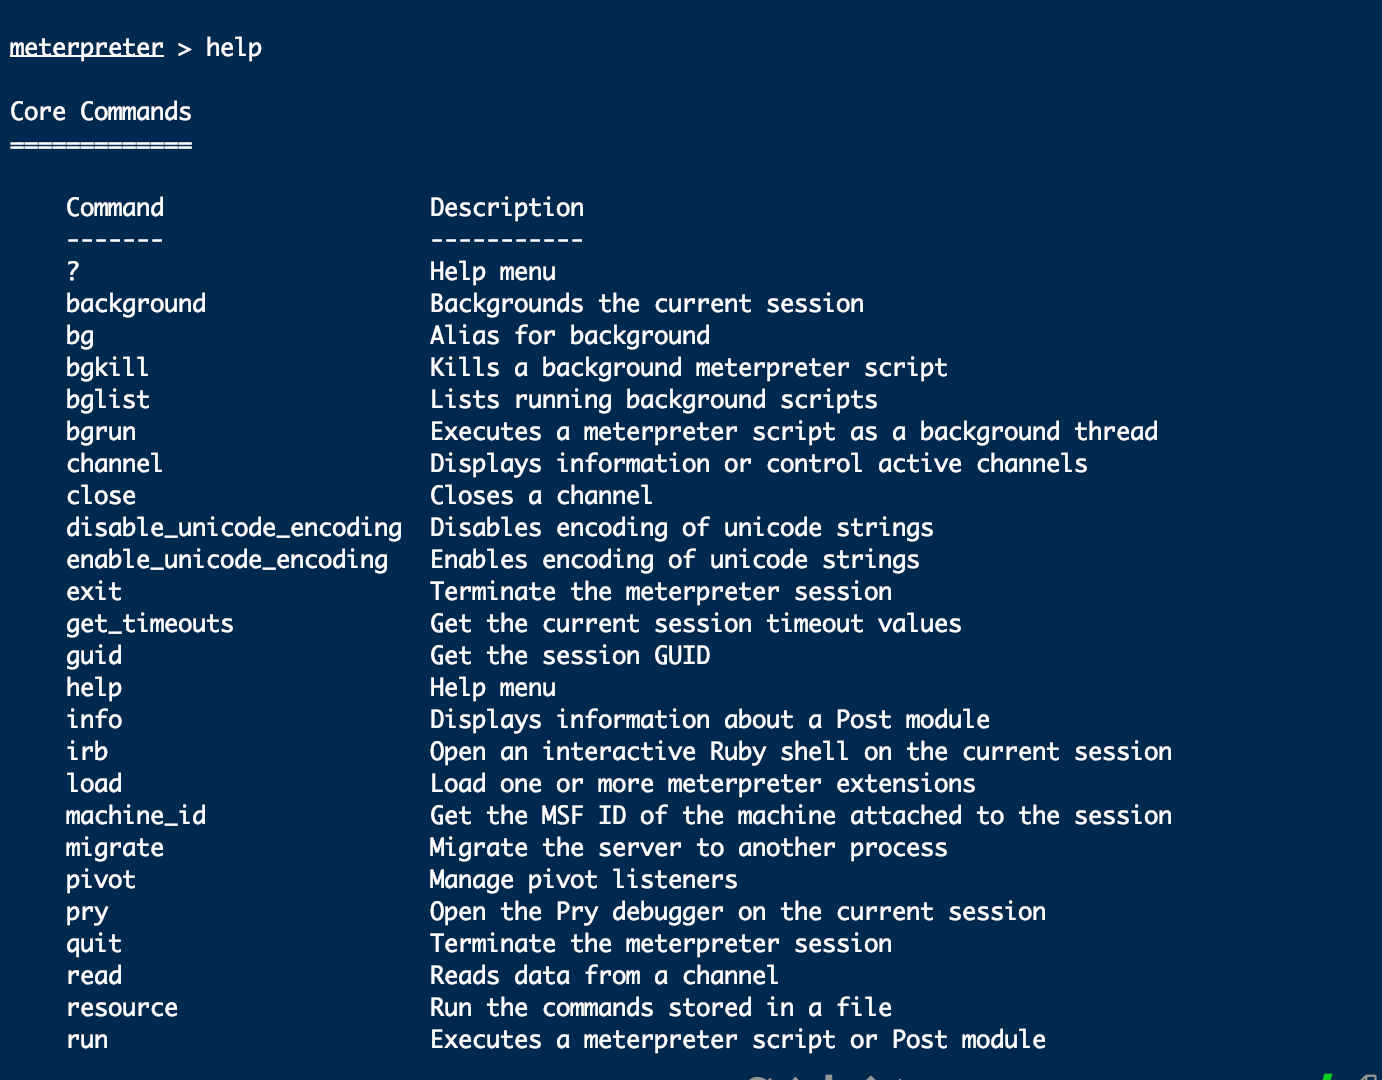 meterpreter > help
Core Commands
=============
Command                   Description
-------                   -----------
?                         Help menu
background                Backgrounds the current session
bg                        Alias for background
bgkill                    Kills a background meterpreter script
bglist                    Lists running background scripts
bgrun                     Executes a meterpreter script as a background thread
channel                   Displays information or control active channels
close                     Closes a channel
disable_unicode_encoding  Disables encoding of unicode strings
enable_unicode_encoding   Enables encoding of unicode strings
exit                      Terminate the meterpreter session
get_timeouts              Get the current session timeout values
guid                      Get the session GUID
help                      Help menu
info                      Displays information about a Post module
irb                       Open an interactive Ruby shell on the current session
load                      Load one or more meterpreter extensions
machine_id                Get the MSF ID of the machine attached to the session
migrate                   Migrate the server to another process
pivot                     Manage pivot listeners
pry                       Open the Pry debugger on the current session
quit                      Terminate the meterpreter session
read                      Reads data from a channel
resource                  Run the commands stored in a file
run                       Executes a meterpreter script or Post module